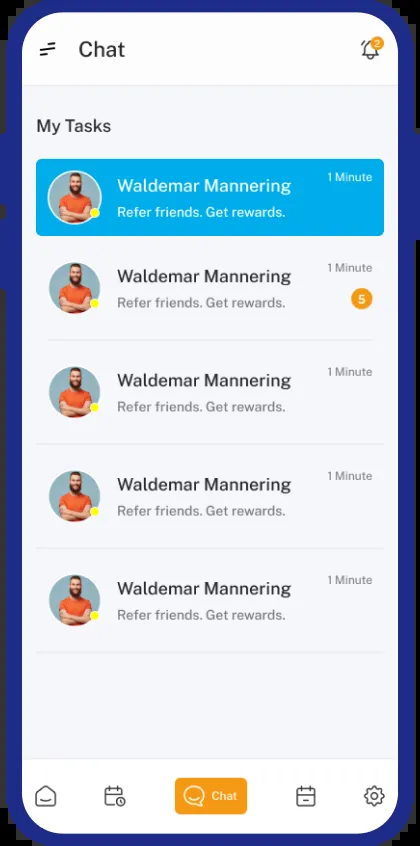 Chat
2
My Tasks
Waldemar Mannering
1 Minute
Refer friends. Get rewards.
Waldemar Mannering
1 Minute
Refer friends. Get rewards.
5
Waldemar Mannering
1 Minute
Refer friends. Get rewards.
Waldemar Mannering
1 Minute
Refer friends. Get rewards.
Waldemar Mannering
1 Minute
Refer friends. Get rewards.
Chat